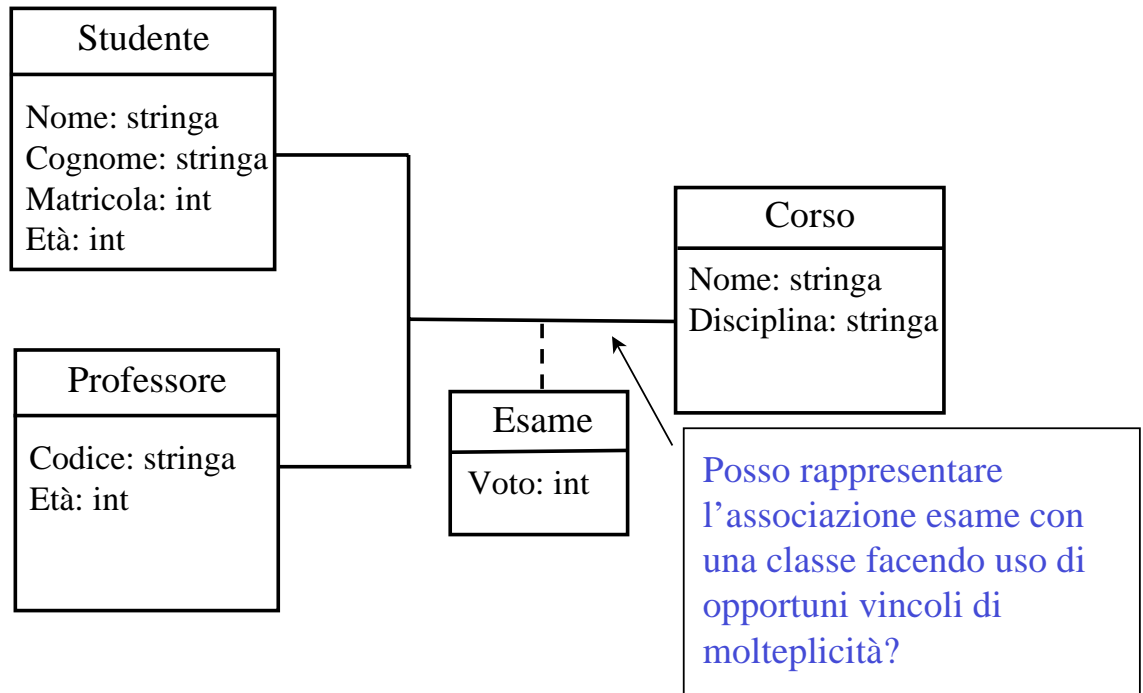 Studente
Nome: stringa
Cognome: stringa
Matricola: int
Età: int
Professore
Codice: stringa
Età: int
Esame
Voto: int
Corso
Nome: stringa
Disciplina: stringa
Posso rappresentare
l’associazione esame con
una classe facendo uso di
opportuni vincoli di
molteplicità?